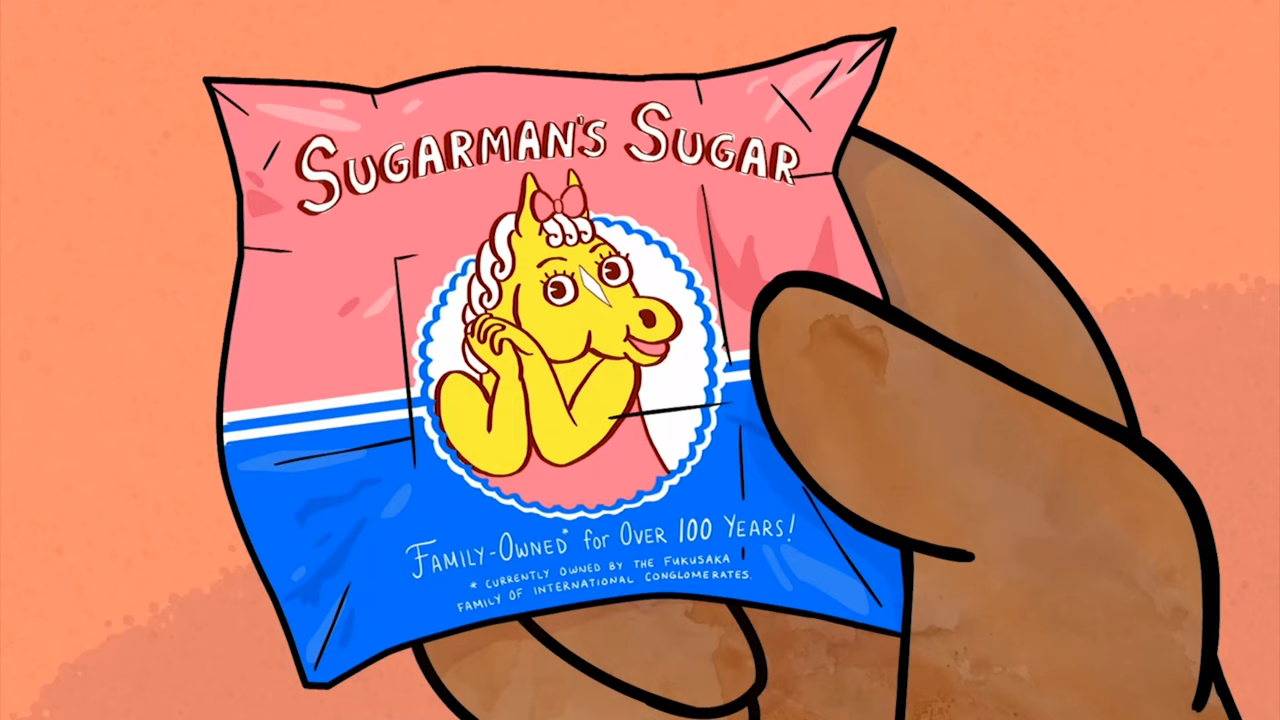 SUGARMAN'S SUGAR
FAMILY-OWNED* for OVER 100 YEARS!
* CURRENTLY OWNED BY THE FUKUSAKA
FAMILY OF INTERNATIONAL CONGLOMERATES.